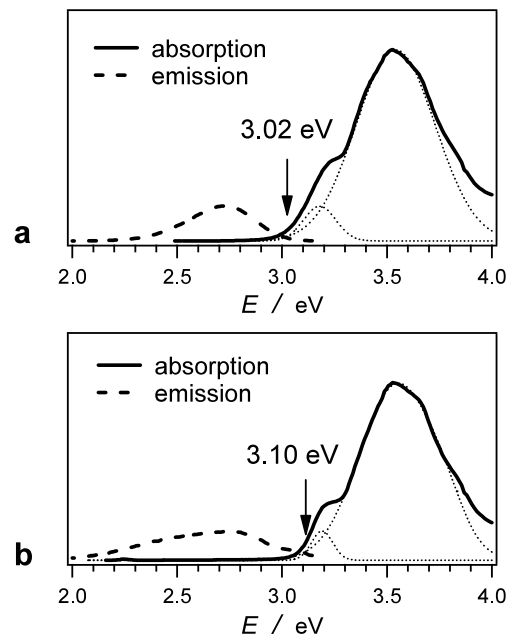 absorption
emission
3.02 eV
a
2.0 2.5 3.0 3.5 4.0
E / eV
absorption
emission
3.10 eV
b
2.0 2.5 3.0 3.5 4.0
E / eV